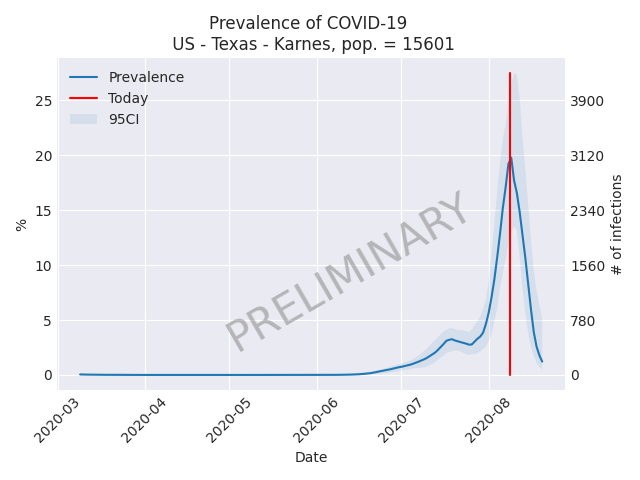 Prevalence of COVID-19
US - Texas - Karnes, pop. = 15601
Prevalence
Today
95CI
PRELIMINARY
%
25
20
15
10
5
0
3900
3120
2340
1560
780
0
# of infections
2020-03
2020-04
2020-05
2020-06
2020-07
2020-08
Date